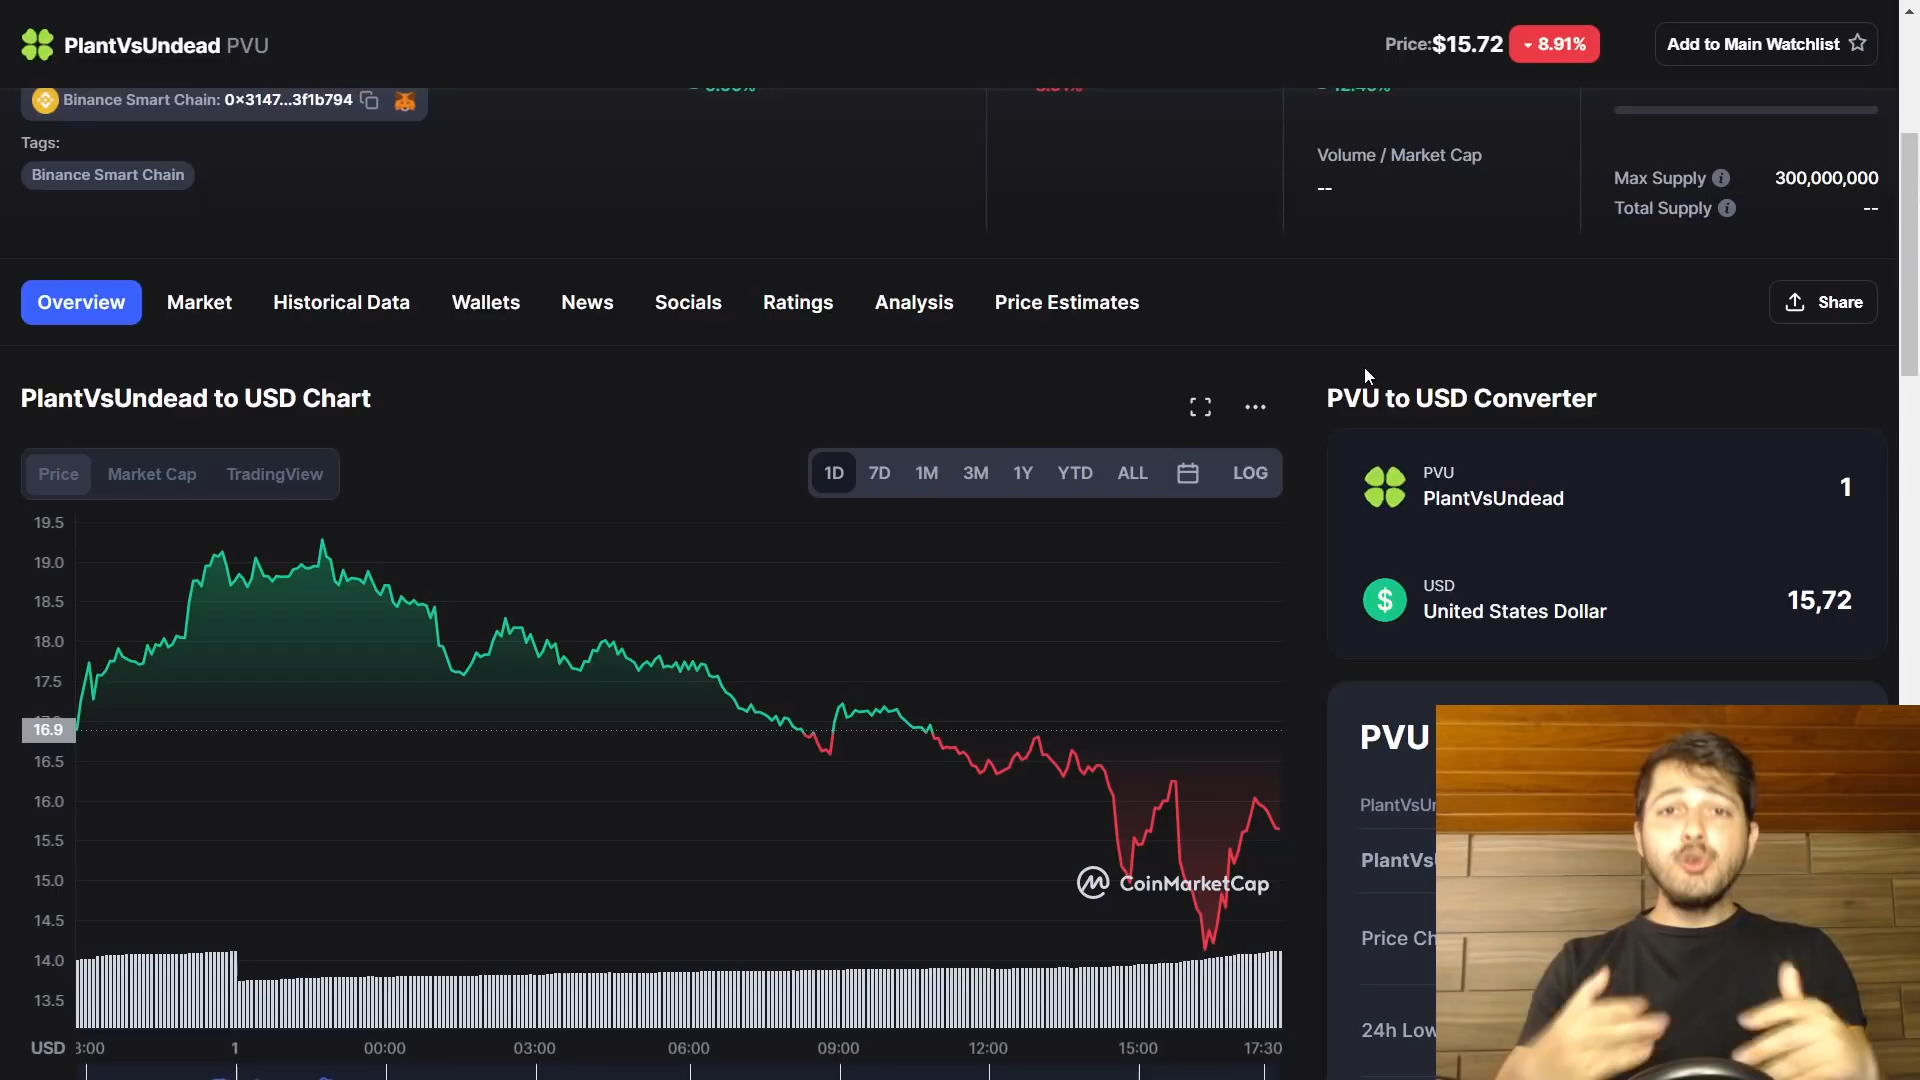 PlantVsUndead PVU
Price:$15.72 8.91%
Add to Main Watchlist
Binance Smart Chain: 0x3147...3f1b794
Tags:
Binance Smart Chain
Volume / Market Cap
--
Max Supply 300,000,000
Total Supply --
Overview Market Historical Data Wallets News Socials Ratings Analysis Price Estimates
Share
PlantVsUndead to USD Chart
Price Market Cap TradingView
1D 7D 1M 3M 1Y YTD ALL LOG
19.5
19.0
18.5
18.0
17.5
16.9
16.5
16.0
15.5
15.0
14.5
14.0
13.5
CoinMarketCap
USD 3:00 1 00:00 03:00 06:00 09:00 12:00 15:00 17:30
PVU to USD Converter
PVU
PlantVsUndead
1
USD
United States Dollar
15,72
PVU
PlantVsUn
PlantVs
Price Ch
24h Low